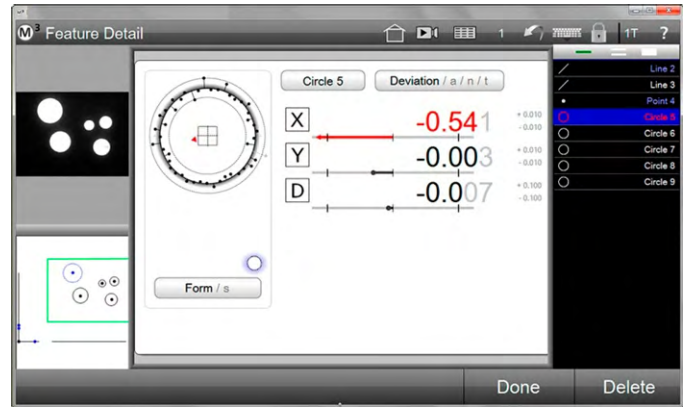 M³ Feature Detail
1
1T
?
Circle 5
Deviation / a / n / t
X
-0.541
+ 0.010
- 0.010
Y
-0.003
+ 0.010
- 0.010
D
-0.007
+ 0.100
- 0.100
Form / s
Line 2
Line 3
Point 4
Circle 5
Circle 6
Circle 7
Circle 8
Circle 9
Done
Delete